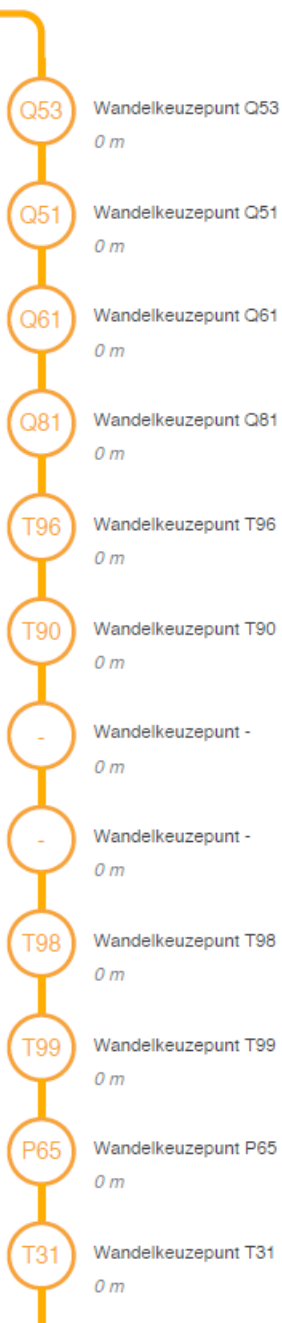 Q53 Wandelkeuzepunt Q53
0 m
Q51 Wandelkeuzepunt Q51
0 m
Q61 Wandelkeuzepunt Q61
0 m
Q81 Wandelkeuzepunt Q81
0 m
T96 Wandelkeuzepunt T96
0 m
T90 Wandelkeuzepunt T90
0 m
- Wandelkeuzepunt -
0 m
- Wandelkeuzepunt -
0 m
T98 Wandelkeuzepunt T98
0 m
T99 Wandelkeuzepunt T99
0 m
P65 Wandelkeuzepunt P65
0 m
T31 Wandelkeuzepunt T31
0 m